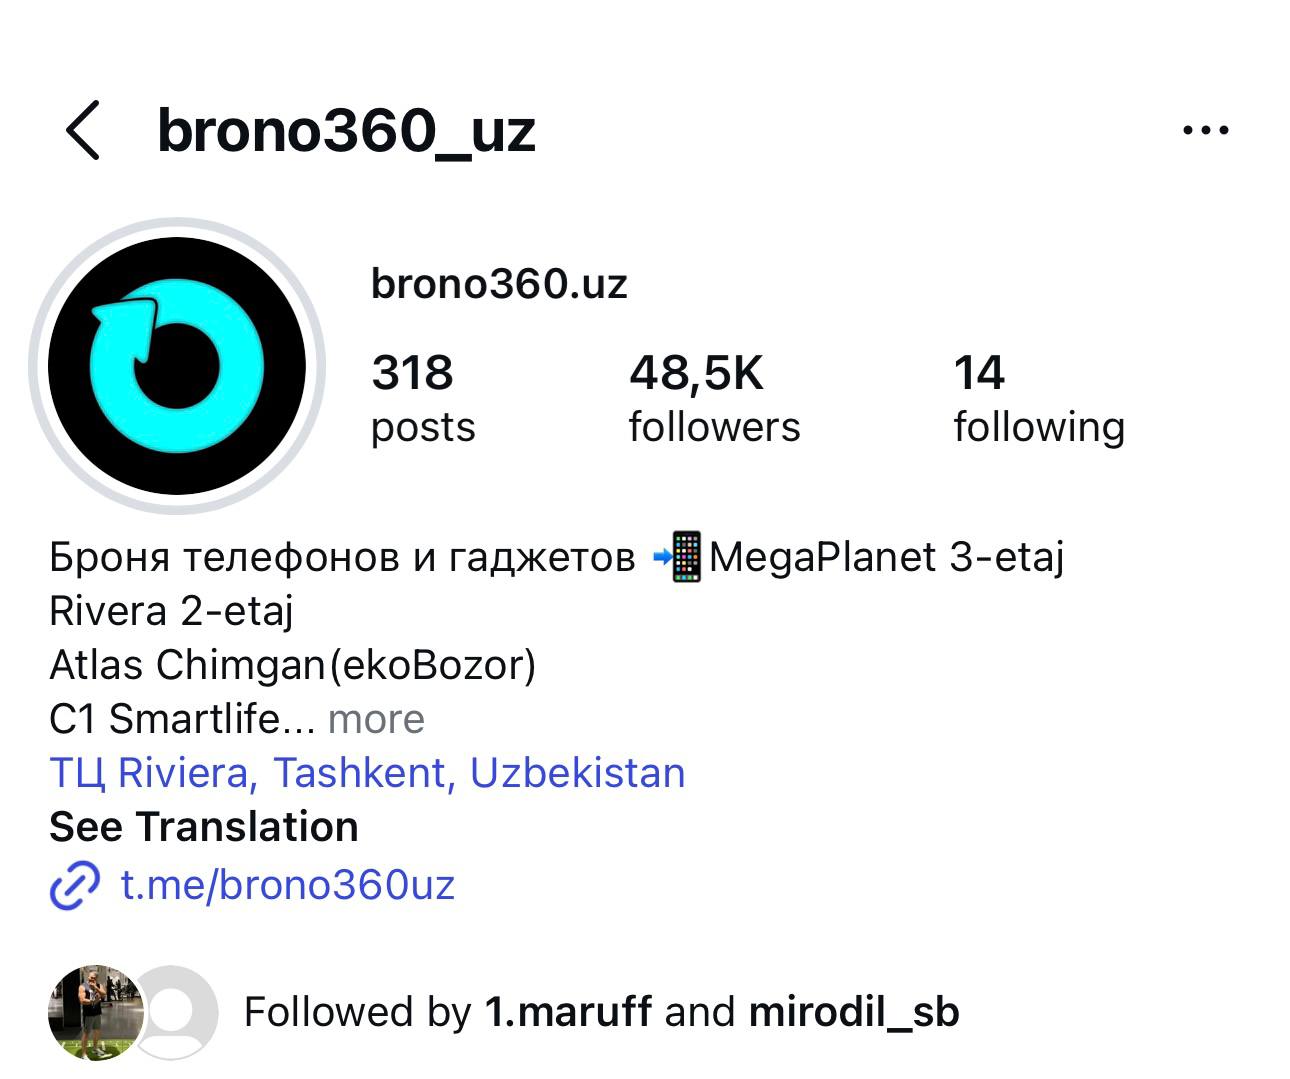 brono360_uz
brono360.uz
318 48,5K 14
posts followers following
Броня телефонов и гаджетов 📲MegaPlanet 3-etaj
Rivera 2-etaj
Atlas Chimgan(ekoBozor)
C1 Smartlife... more
ТЦ Riviera, Tashkent, Uzbekistan
See Translation
t.me/brono360uz
Followed by 1.maruff and mirodil_sb